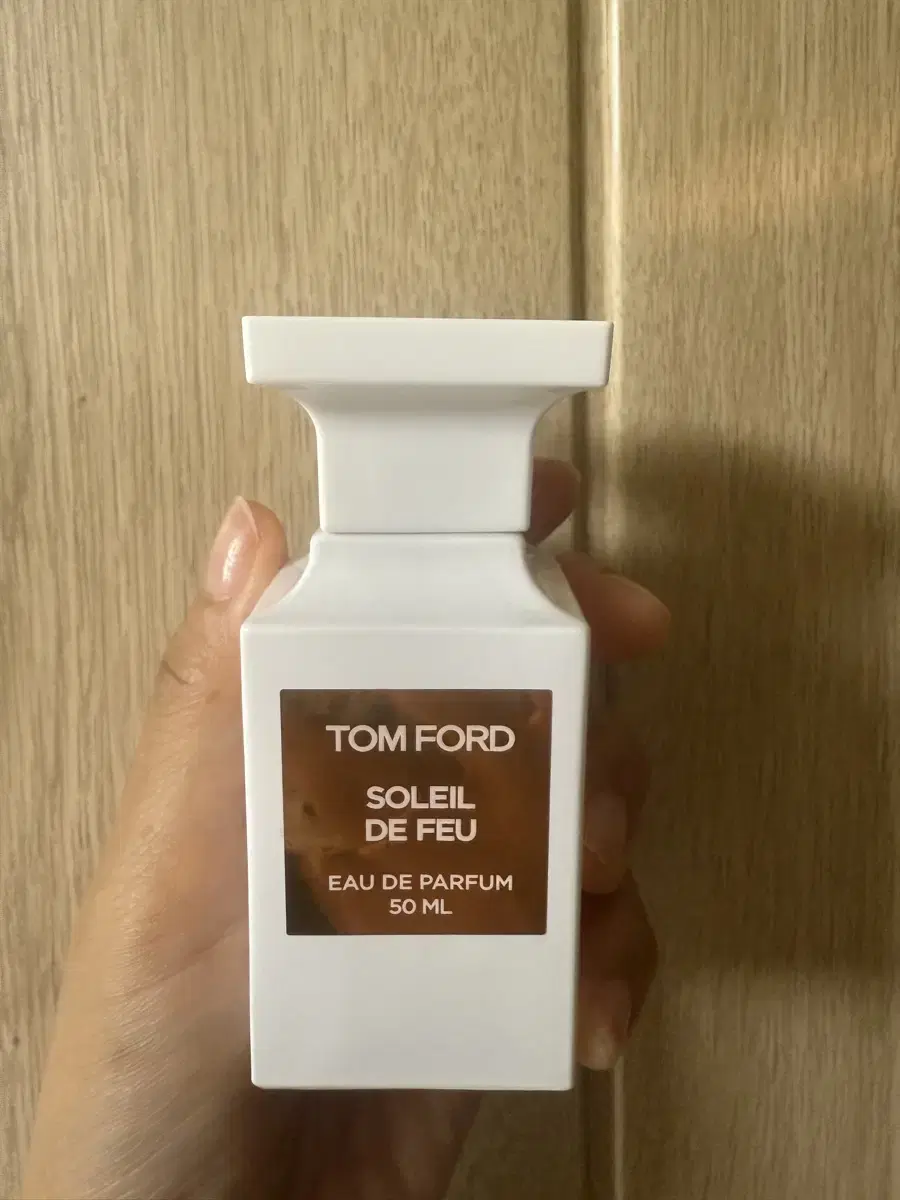 TOM FORD
SOLEIL
DE FEU
EAU DE PARFUM
50 ML